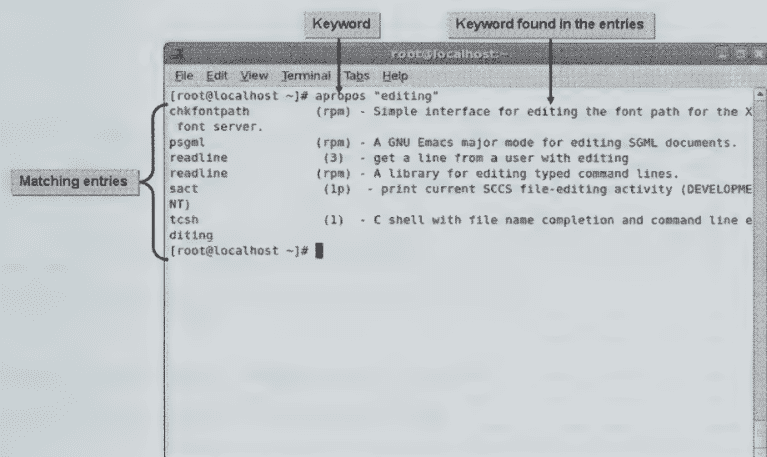 Keyword
Keyword found in the entries
root@localhost:~
File Edit View Terminal Tabs Help
[root@localhost ~]# apropos "editing"
chkfontpath (rpm) - Simple interface for editing the font path for the X
font server.
psgml (rpm) - A GNU Emacs major mode for editing SGML documents.
readline (3) - get a line from a user with editing
readline (rpm) - A library for editing typed command lines.
Matching entries
sact (1p) - print current SCCS file-editing activity (DEVELOPME
NT)
tcsh (1) - C shell with file name completion and command line e
diting
[root@localhost ~]#